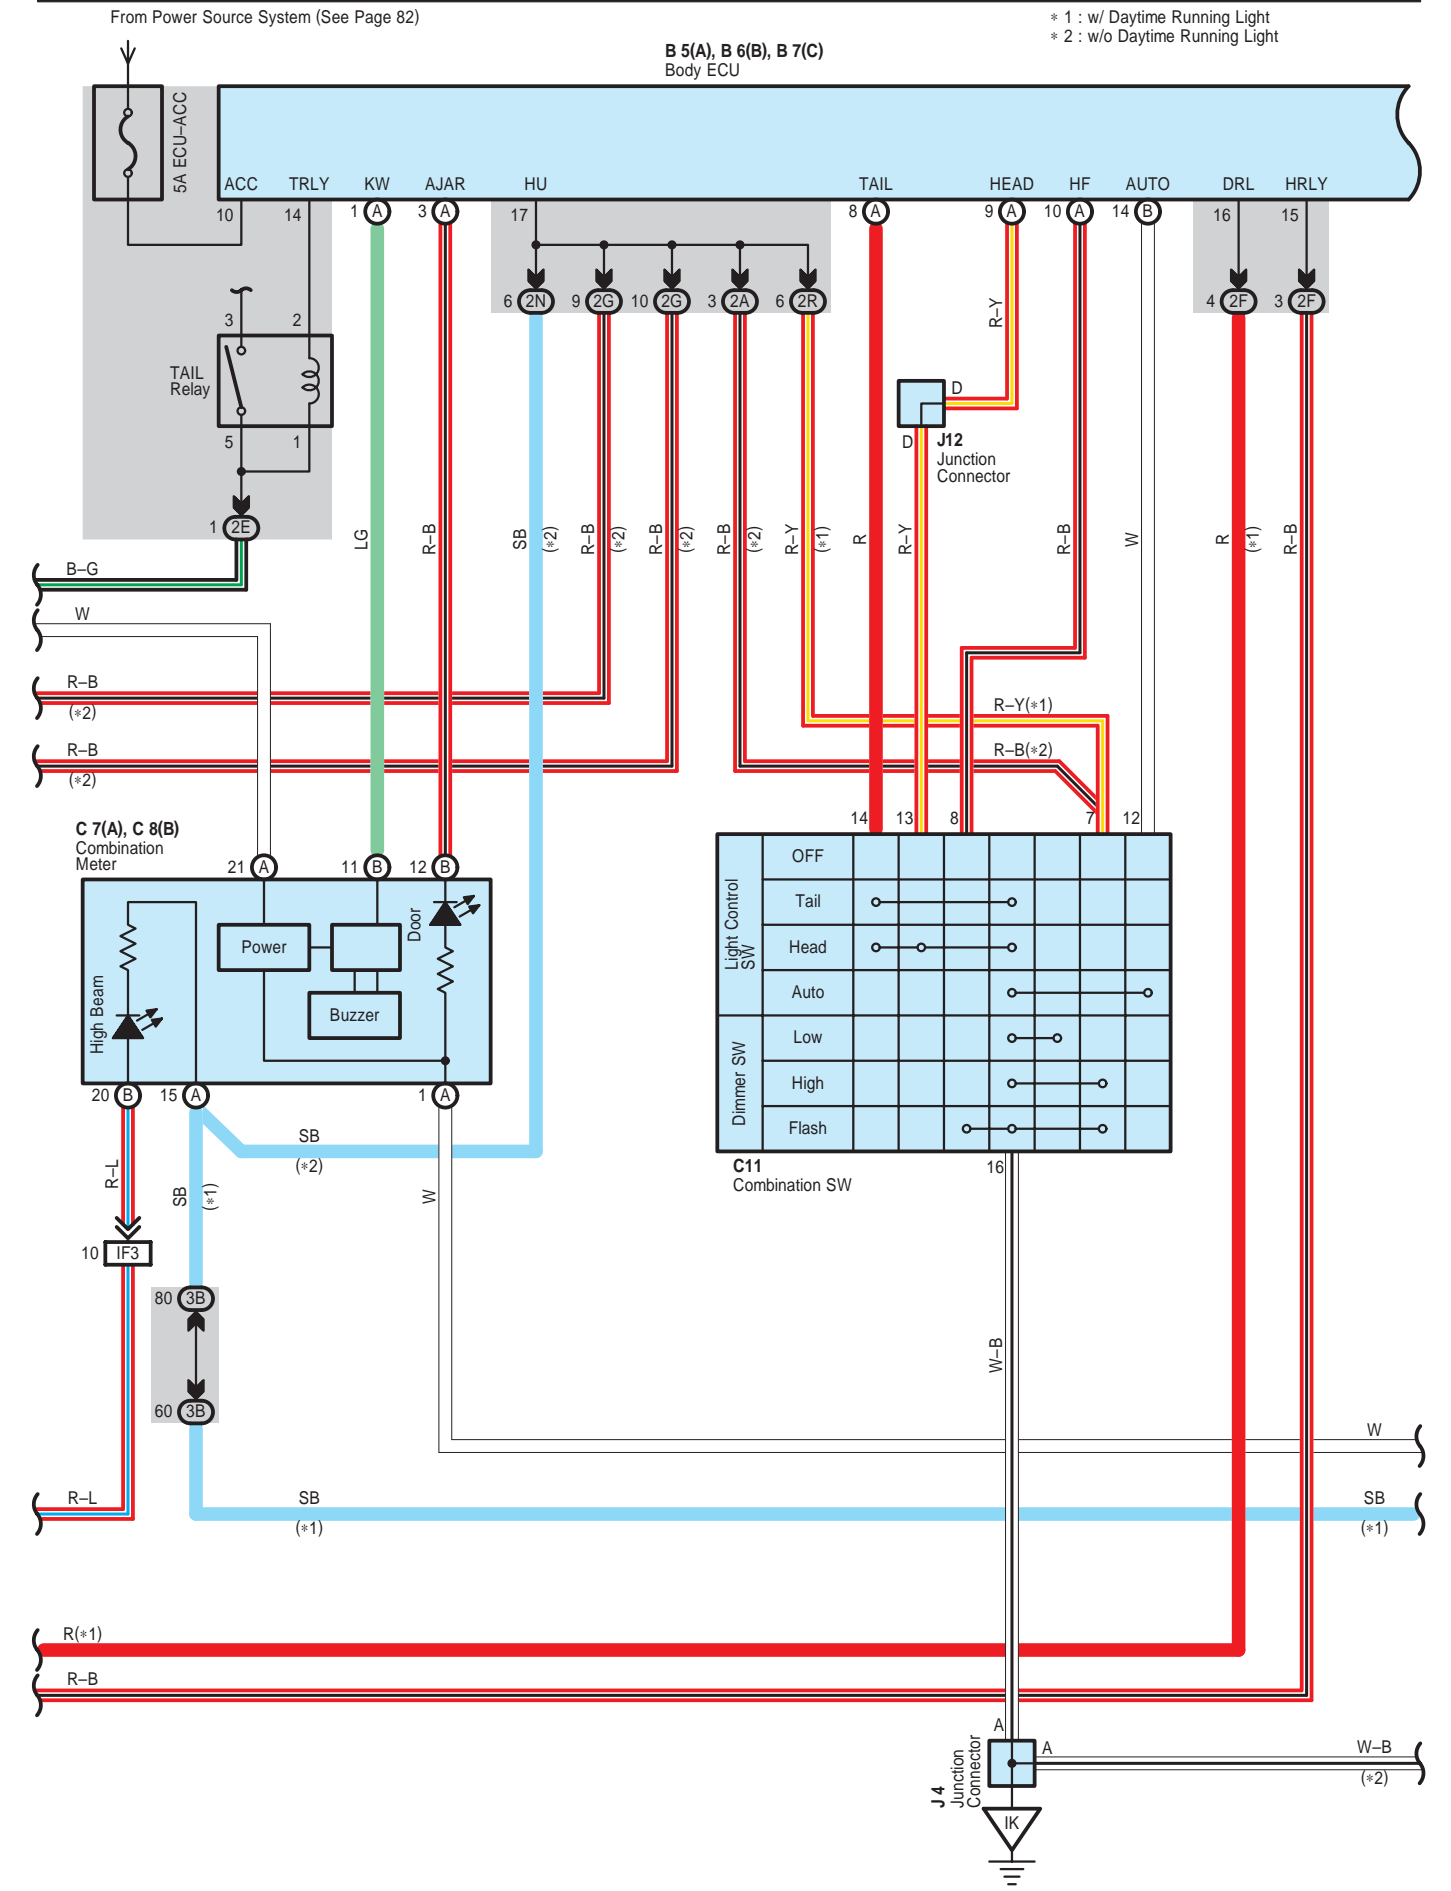 From Power Source System (See Page 82)
∗ 1 : w/ Daytime Running Light
∗ 2 : w/o Daytime Running Light
B 5(A), B 6(B), B 7(C)
Body ECU
5A ECU–ACC
ACC TRLY KW AJAR HU TAIL HEAD HF AUTO DRL HRLY
10 14 1 A 3 A 17 8 A 9 A 10 A 14 B 16 15
6 2N 9 2G 10 2G 3 2A 6 2R 4 2F 3 2F
R–Y
3 2
TAIL
Relay
5 1
D
D
J12
Junction
Connector
1 2E
LG R–B SB (∗2) R–B (∗2) R–B (∗2) R–B (∗2) R–Y (∗1) R R–Y R–B W R (∗1) R–B
B–G
W
R–B
(∗2)
R–Y(∗1)
R–B
(∗2)
R–B(∗2)
C 7(A), C 8(B)
Combination
Meter
21 A 11 B 12 B
14 13 8 7 12
High Beam
Power
Buzzer
Door
Light Control
SW
OFF
Tail
Head
Auto
Dimmer SW
Low
High
Flash
20 B 15 A 1 A
C11
Combination SW
16
SB
(∗2)
R–L
SB
(∗1)
W
10 IF3
80 3B
60 3B
W–B
W
R–L
SB
(∗1)
SB
(∗1)
R(∗1)
R–B
A
A
W–B
(∗2)
J 4
Junction
Connector
IK